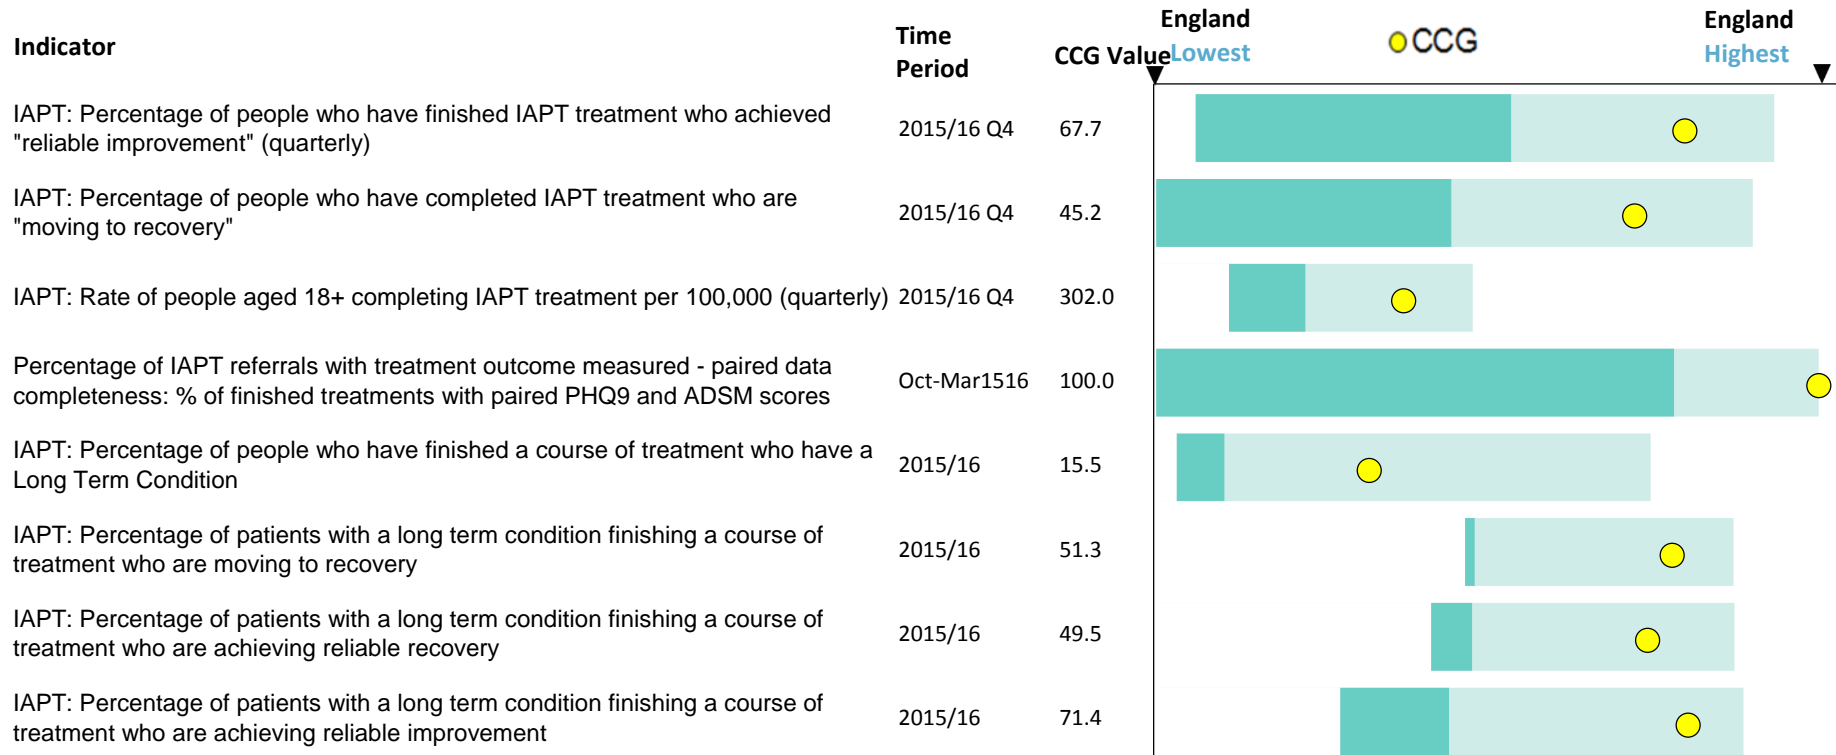 Indicator
Time
Period
CCG Value
England
Lowest
CCG
England
Highest
IAPT: Percentage of people who have finished IAPT treatment who achieved
"reliable improvement" (quarterly)
2015/16 Q4
67.7
IAPT: Percentage of people who have completed IAPT treatment who are
"moving to recovery"
2015/16 Q4
45.2
IAPT: Rate of people aged 18+ completing IAPT treatment per 100,000 (quarterly)
2015/16 Q4
302.0
Percentage of IAPT referrals with treatment outcome measured - paired data
completeness: % of finished treatments with paired PHQ9 and ADSM scores
Oct-Mar1516
100.0
IAPT: Percentage of people who have finished a course of treatment who have a
Long Term Condition
2015/16
15.5
IAPT: Percentage of patients with a long term condition finishing a course of
treatment who are moving to recovery
2015/16
51.3
IAPT: Percentage of patients with a long term condition finishing a course of
treatment who are achieving reliable recovery
2015/16
49.5
IAPT: Percentage of patients with a long term condition finishing a course of
treatment who are achieving reliable improvement
2015/16
71.4